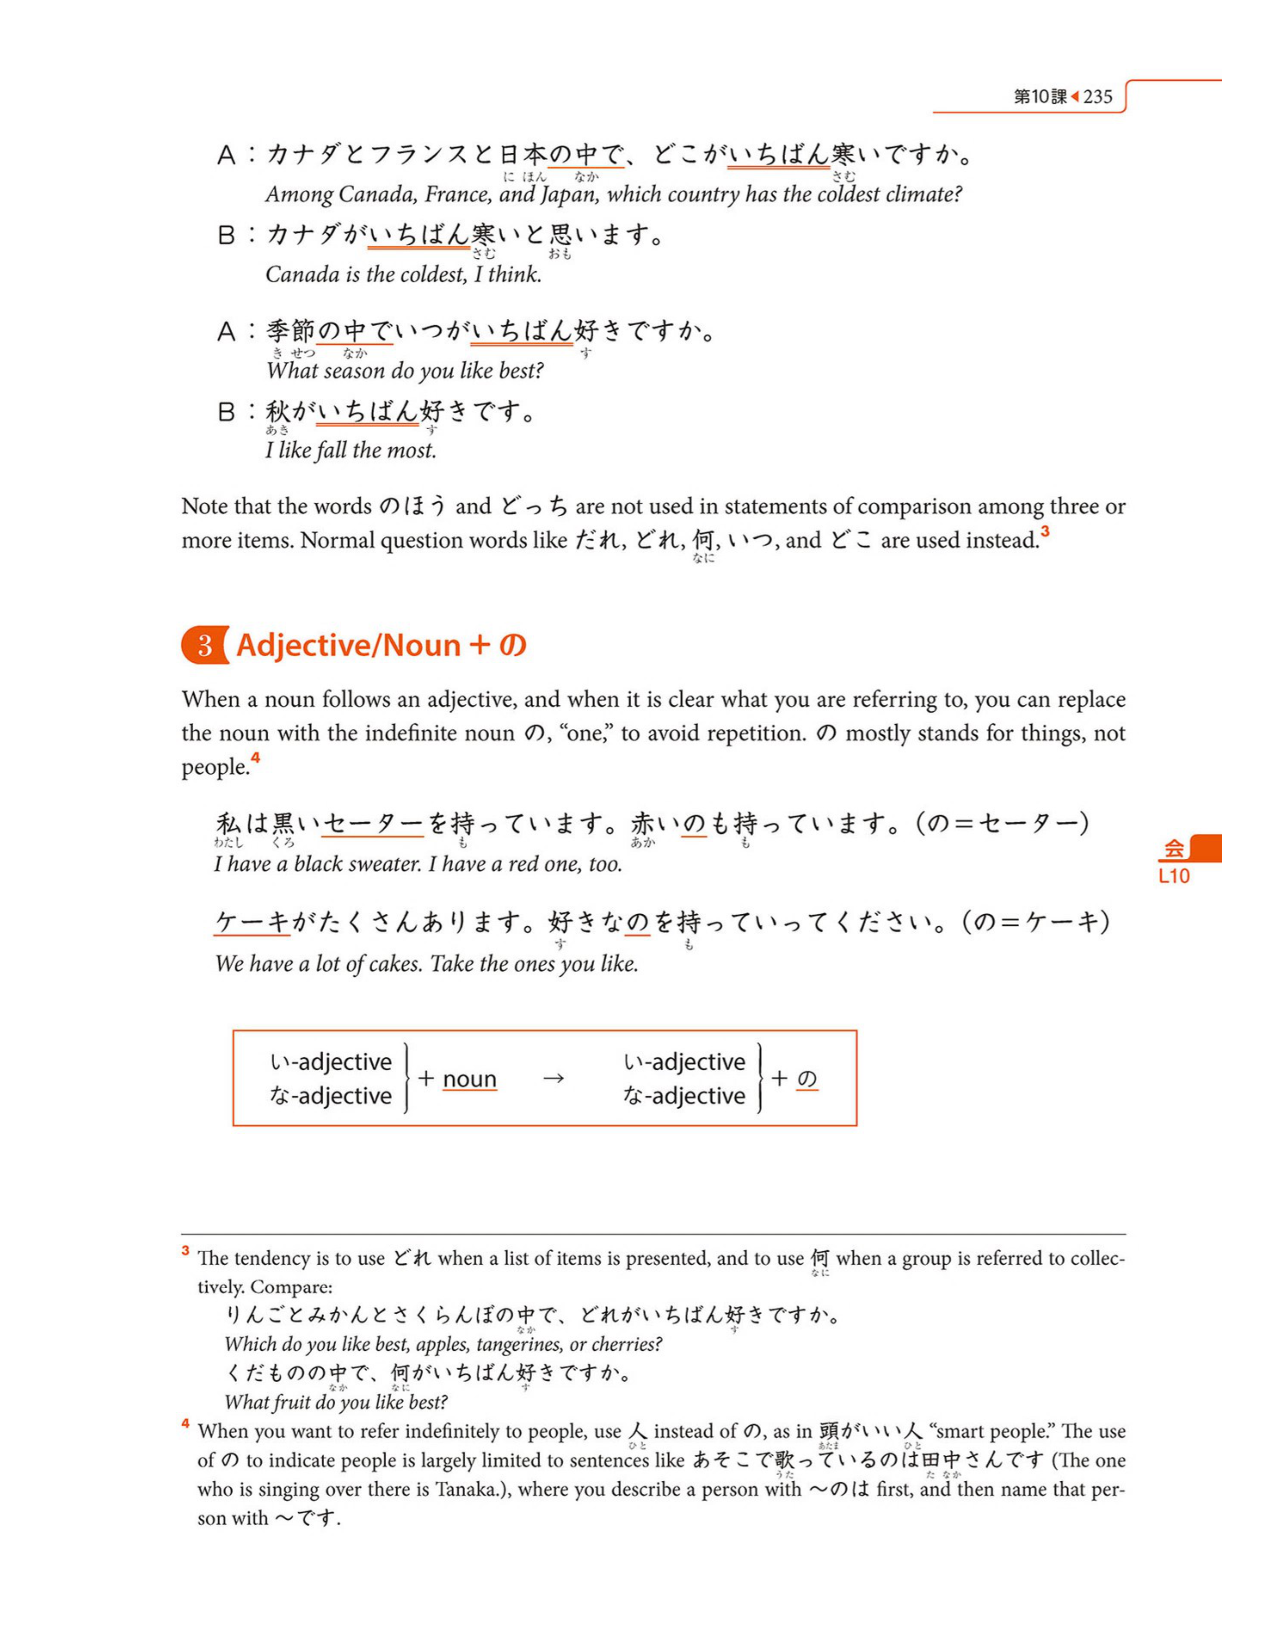 第10課◀235
A：カナダとフランスと日本の中で、どこがいちばん寒いですか。
に ほん なか さむ
Among Canada, France, and Japan, which country has the coldest climate?
B：カナダがいちばん寒いと思います。
さむ おも
Canada is the coldest, I think.
A：季節の中でいつがいちばん好きですか。
き せつ なか す
What season do you like best?
B：秋がいちばん好きです。
あき す
I like fall the most.
Note that the words のほう and どっち are not used in statements of comparison among three or
more items. Normal question words like だれ, どれ, 何, いつ, and どこ are used instead.3
なに
3 Adjective/Noun + の
When a noun follows an adjective, and when it is clear what you are referring to, you can replace
the noun with the indefinite noun の, “one,” to avoid repetition. の mostly stands for things, not
people.4
私は黒いセーターを持っています。赤いのも持っています。（の＝セーター）
わたし くろ も あか も
I have a black sweater. I have a red one, too.
会
L10
ケーキがたくさんあります。好きなのを持っていってください。（の＝ケーキ）
す も
We have a lot of cakes. Take the ones you like.
い-adjective
な-adjective
+ noun
→
い-adjective
な-adjective
+ の
3 The tendency is to use どれ when a list of items is presented, and to use 何 when a group is referred to collec-
なに
tively. Compare:
りんごとみかんとさくらんぼの中で、どれがいちばん好きですか。
なか す
Which do you like best, apples, tangerines, or cherries?
くだものの中で、何がいちばん好きですか。
なか なに す
What fruit do you like best?
4 When you want to refer indefinitely to people, use 人 instead of の, as in 頭がいい人 “smart people.” The use
ひと あたま ひと
of の to indicate people is largely limited to sentences like あそこで歌っているのは田中さんです (The one
うた た なか
who is singing over there is Tanaka.), where you describe a person with 〜のは first, and then name that per-
son with 〜です.